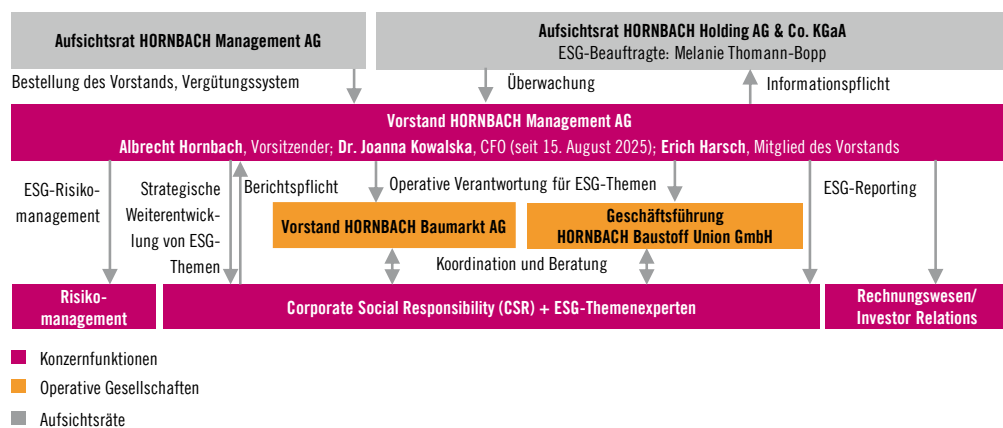 Aufsichtsrat HORNBACH Management AG
Aufsichtsrat HORNBACH Holding AG & Co. KGaA
ESG-Beauftragte: Melanie Thomann-Bopp
Bestellung des Vorstands, Vergütungssystem
Überwachung
Informationspflicht
Vorstand HORNBACH Management AG
Albrecht Hornbach, Vorsitzender; Dr. Joanna Kowalska, CFO (seit 15. August 2025); Erich Harsch, Mitglied des Vorstands
ESG-Risiko-
management
Strategische
Weiterentwick-
lung von ESG-
Themen
Berichtspflicht
Operative Verantwortung für ESG-Themen
ESG-Reporting
Vorstand HORNBACH Baumarkt AG
Geschäftsführung
HORNBACH Baustoff Union GmbH
Koordination und Beratung
Risiko-
management
Corporate Social Responsibility (CSR) + ESG-Themenexperten
Rechnungswesen/
Investor Relations
Konzernfunktionen
Operative Gesellschaften
Aufsichtsräte